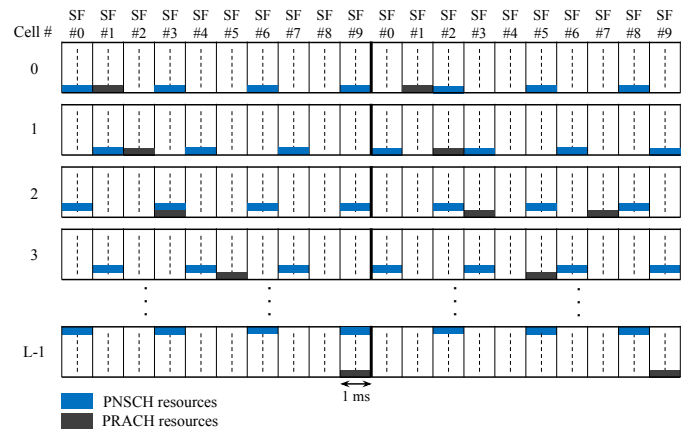 SF SF SF SF SF SF SF SF SF SF SF SF SF SF SF SF SF SF SF SF
Cell # #0 #1 #2 #3 #4 #5 #6 #7 #8 #9 #0 #1 #2 #3 #4 #5 #6 #7 #8 #9
0
1
2
3
L-1
1 ms
PNSCH resources
PRACH resources